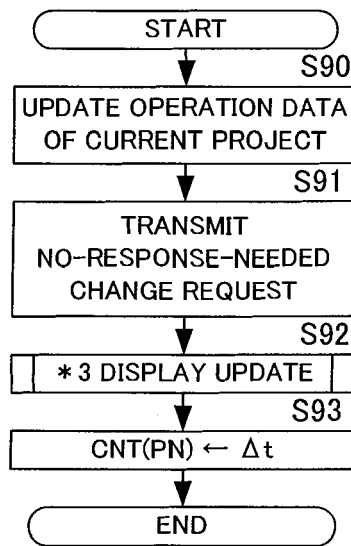 START
S90
UPDATE OPERATION DATA
OF CURRENT PROJECT
S91
TRANSMIT
NO-RESPONSE-NEEDED
CHANGE REQUEST
S92
*3 DISPLAY UPDATE
S93
CNT(PN) ← Δt
END